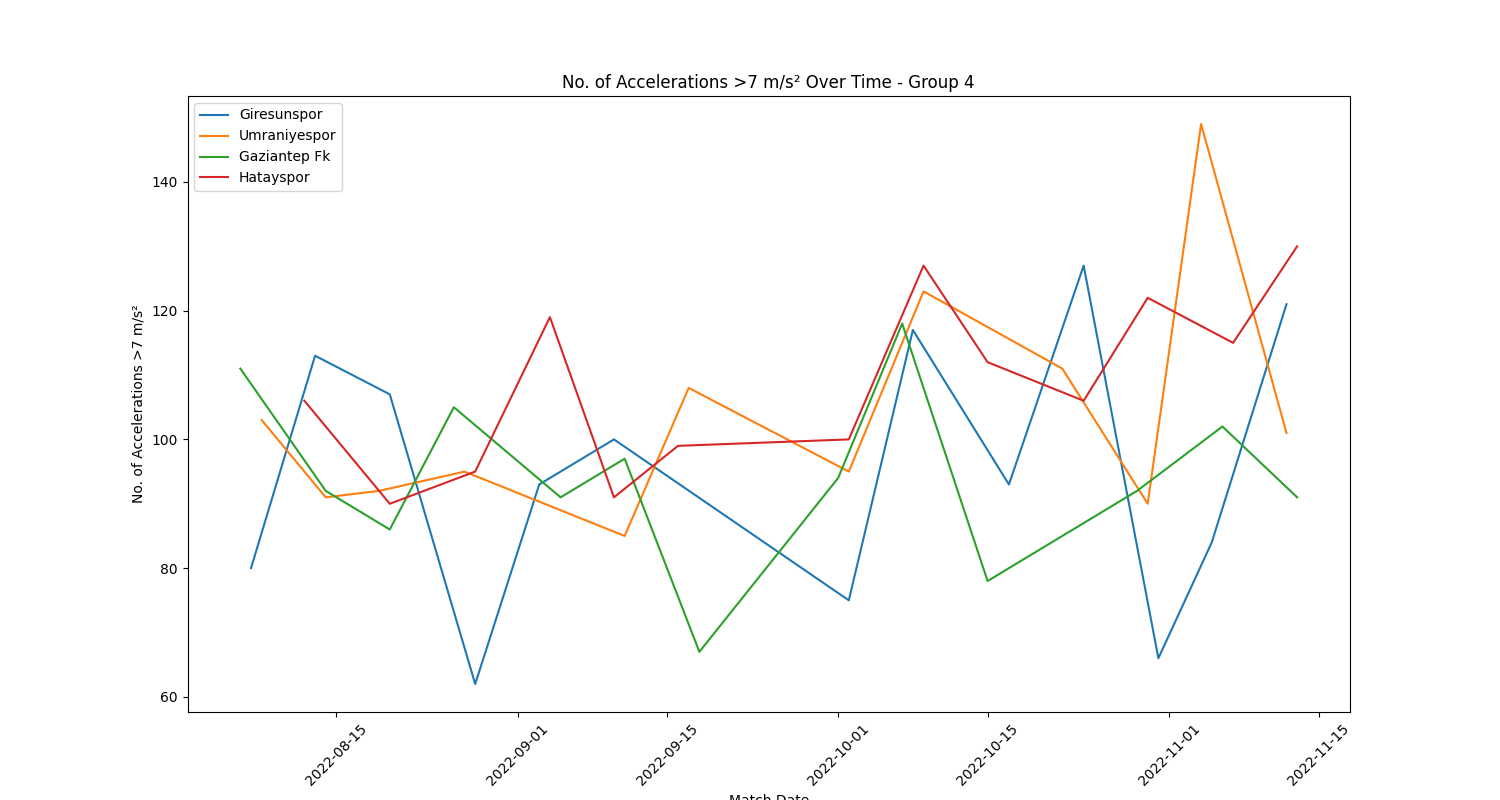 No. of Accelerations >7 m/s² Over Time - Group 4
Giresunspor
Umraniyespor
Gaziantep Fk
Hatayspor
No. of Accelerations >7 m/s²
140
120
100
80
60
2022-08-15
2022-09-01
2022-09-15
2022-10-01
2022-10-15
2022-11-01
2022-11-15
Match Date